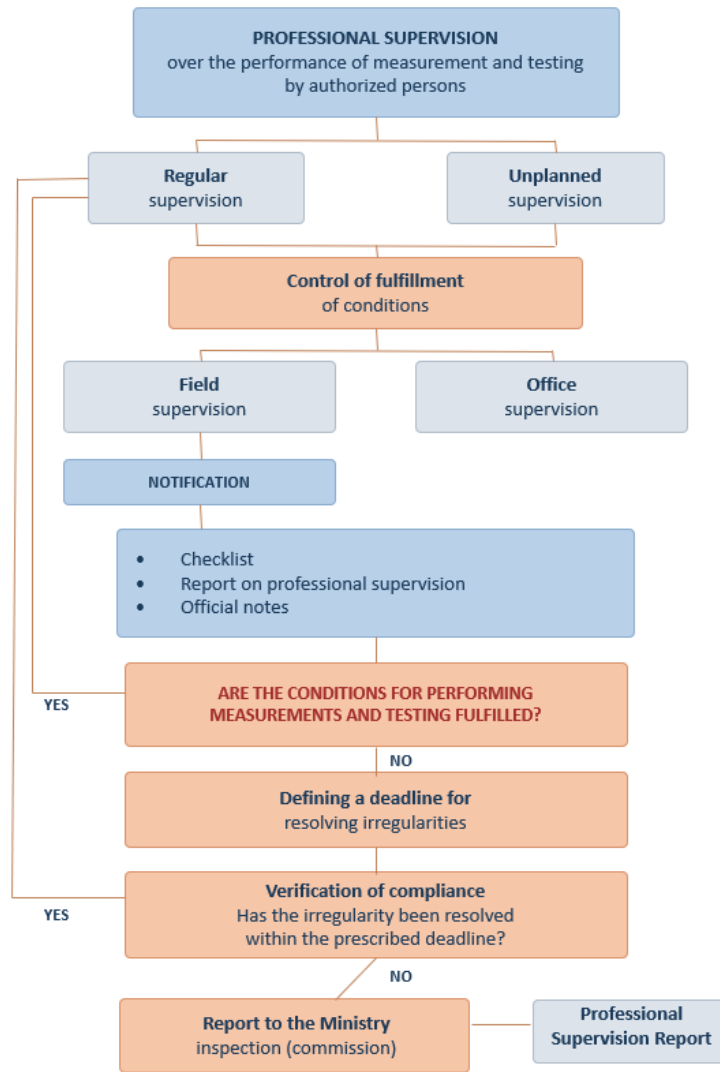 PROFESSIONAL SUPERVISION
over the performance of measurement and testing
by authorized persons
Regular
supervision
Unplanned
supervision
Control of fulfillment
of conditions
Field
supervision
Office
supervision
NOTIFICATION
• Checklist
• Report on professional supervision
• Official notes
ARE THE CONDITIONS FOR PERFORMING
MEASUREMENTS AND TESTING FULFILLED?
YES
NO
Defining a deadline for
resolving irregularities
Verification of compliance
Has the irregularity been resolved
within the prescribed deadline?
YES
NO
Report to the Ministry
inspection (commission)
Professional
Supervision Report